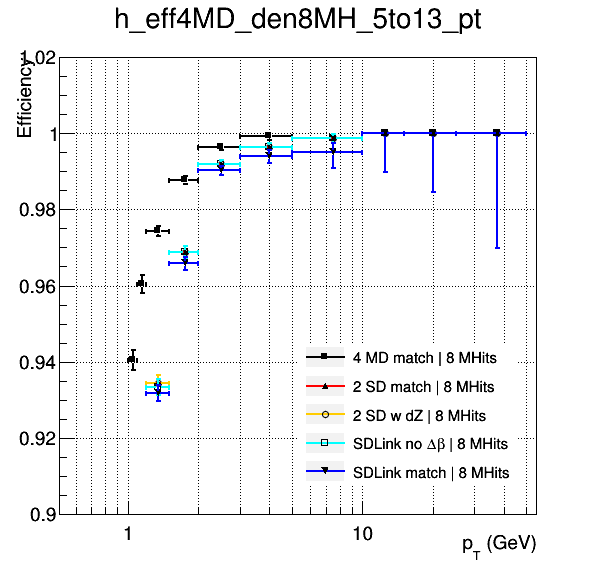 h_eff4MD_den8MH_5to13_pt
Efficiency
1.02
1
0.98
0.96
0.94
0.92
0.9
4 MD match | 8 MHits
2 SD match | 8 MHits
2 SD w dZ | 8 MHits
SDLink no Δβ | 8 MHits
SDLink match | 8 MHits
1
10
p_T (GeV)